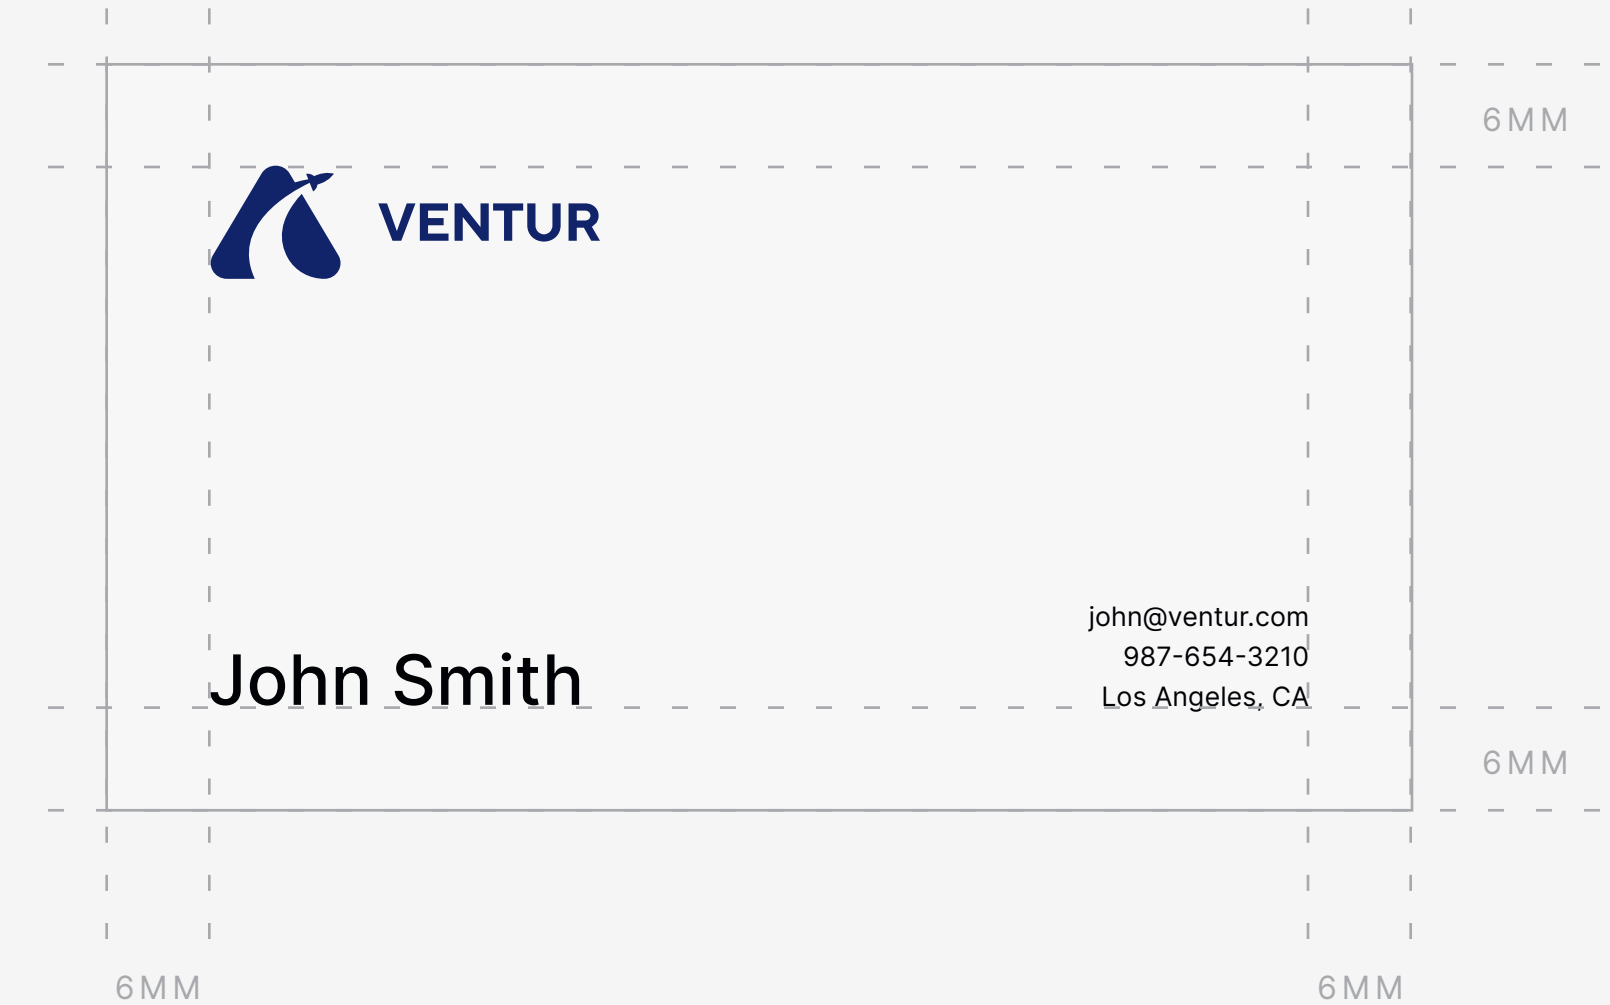 6MM
VENTUR
john@ventur.com
987-654-3210
John Smith
Los Angeles, CA
6MM
6MM
6MM